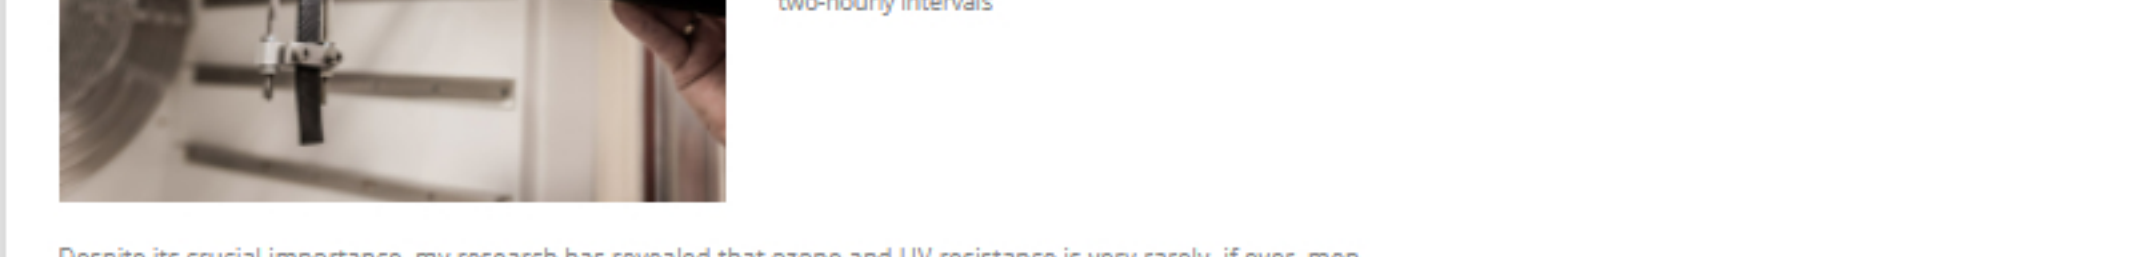 two-hourly intervals
Despite its crucial importance, my research has revealed that ozone and UV resistance is very rarely, if ever, men-